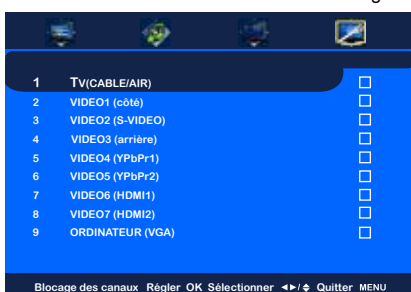 1 TV(CABLE/AIR)
2 VIDEO1 (côté)
3 VIDEO2 (S-VIDEO)
4 VIDEO3 (arrière)
5 VIDEO4 (YPbPr1)
6 VIDEO5 (YPbPr2)
7 VIDEO6 (HDMI1)
8 VIDEO7 (HDMI2)
9 ORDINATEUR (VGA)
Blocage des canaux Régler OK Sélectionner ◄►/♦ Quitter MENU